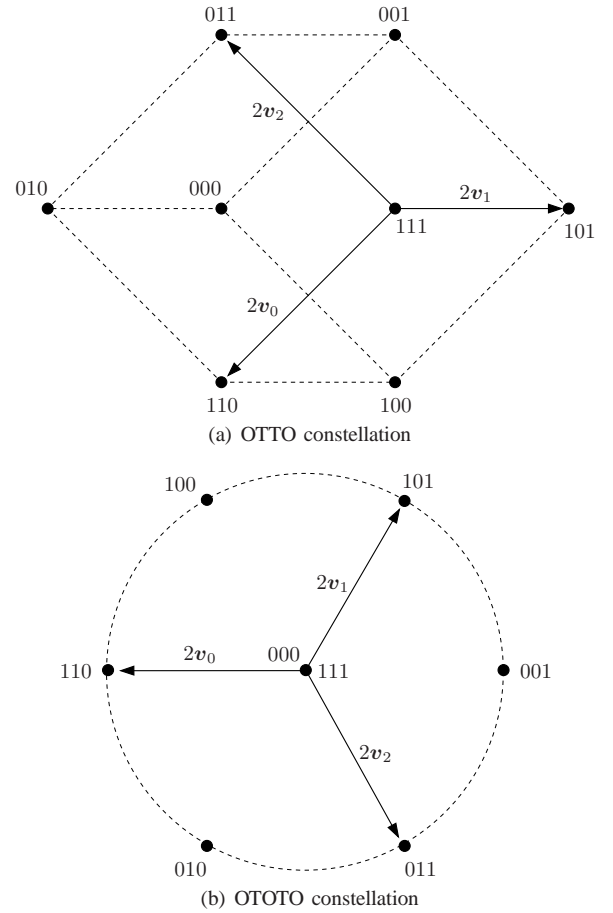 011 001
2v₂
010 000 2v₁
111 101
2v₀
110 100
(a) OTTO constellation
100 101
2v₁
110 2v₀ 000 111 001
2v₂
010 011
(b) OTOTO constellation